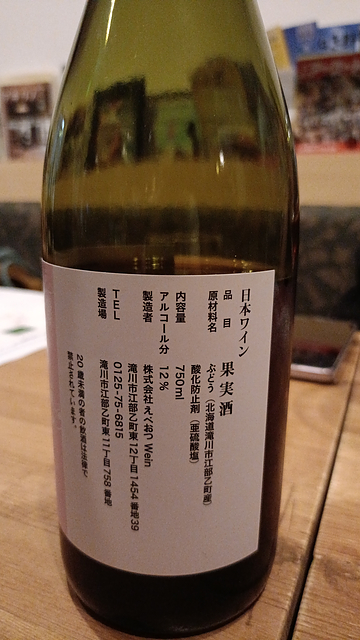 日本ワイン
品目 果実酒
原材料名 ぶどう（北海道滝川市江部乙町産）
酸化防止剤（亜硫酸塩）
内容量 750ml
アルコール分 12％
製造者 株式会社えべおつ Wein
滝川市江部乙町東12丁目1454番地39
TEL 0125-75-6815
製造場 滝川市江部乙町東11丁目758番地
20歳未満の者の飲酒は法律で
禁止されています。